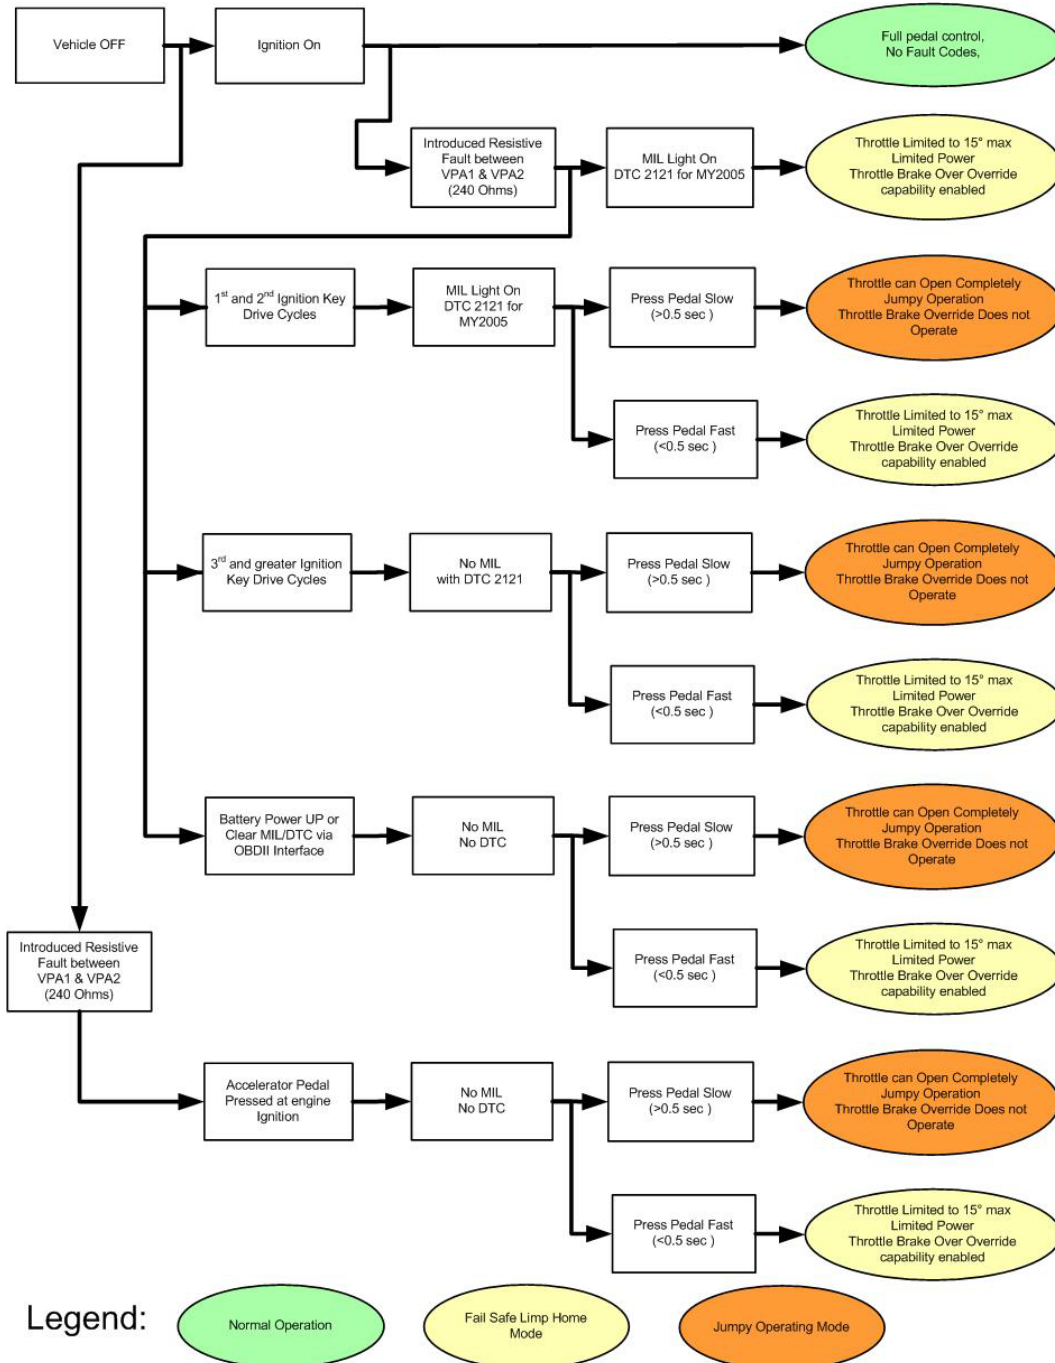 Vehicle OFF
Ignition On
Full pedal control,
No Fault Codes,
Introduced Resistive
Fault between
VPA1 & VPA2
(240 Ohms)
MIL Light On
DTC 2121 for MY2005
Throttle Limited to 15° max
Limited Power
Throttle Brake Over Override
capability enabled
1st and 2nd Ignition Key
Drive Cycles
MIL Light On
DTC 2121 for
MY2005
Press Pedal Slow
(>0.5 sec )
Throttle can Open Completely
Jumpy Operation
Throttle Brake Override Does not
Operate
Press Pedal Fast
(<0.5 sec )
Throttle Limited to 15° max
Limited Power
Throttle Brake Over Override
capability enabled
3rd and greater Ignition
Key Drive Cycles
No MIL
with DTC 2121
Press Pedal Slow
(>0.5 sec )
Throttle can Open Completely
Jumpy Operation
Throttle Brake Override Does not
Operate
Press Pedal Fast
(<0.5 sec )
Throttle Limited to 15° max
Limited Power
Throttle Brake Over Override
capability enabled
Battery Power UP or
Clear MIL/DTC via
OBDII Interface
No MIL
No DTC
Press Pedal Slow
(>0.5 sec )
Throttle can Open Completely
Jumpy Operation
Throttle Brake Override Does not
Operate
Press Pedal Fast
(<0.5 sec )
Throttle Limited to 15° max
Limited Power
Throttle Brake Over Override
capability enabled
Introduced Resistive
Fault between
VPA1 & VPA2
(240 Ohms)
Accelerator Pedal
Pressed at engine
Ignition
No MIL
No DTC
Press Pedal Slow
(>0.5 sec )
Throttle can Open Completely
Jumpy Operation
Throttle Brake Override Does not
Operate
Press Pedal Fast
(<0.5 sec )
Throttle Limited to 15° max
Limited Power
Throttle Brake Over Override
capability enabled
Legend:
Normal Operation
Fail Safe Limp Home
Mode
Jumpy Operating Mode